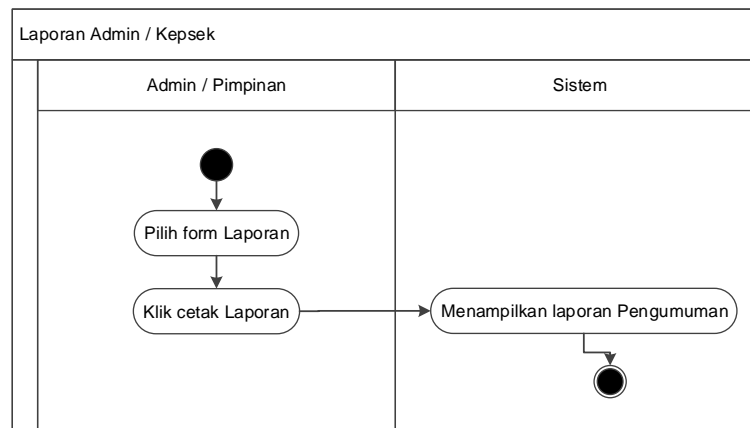 Laporan Admin / Kepsek
Admin / Pimpinan
Sistem
Pilih form Laporan
Klik cetak Laporan
Menampilkan laporan Pengumuman